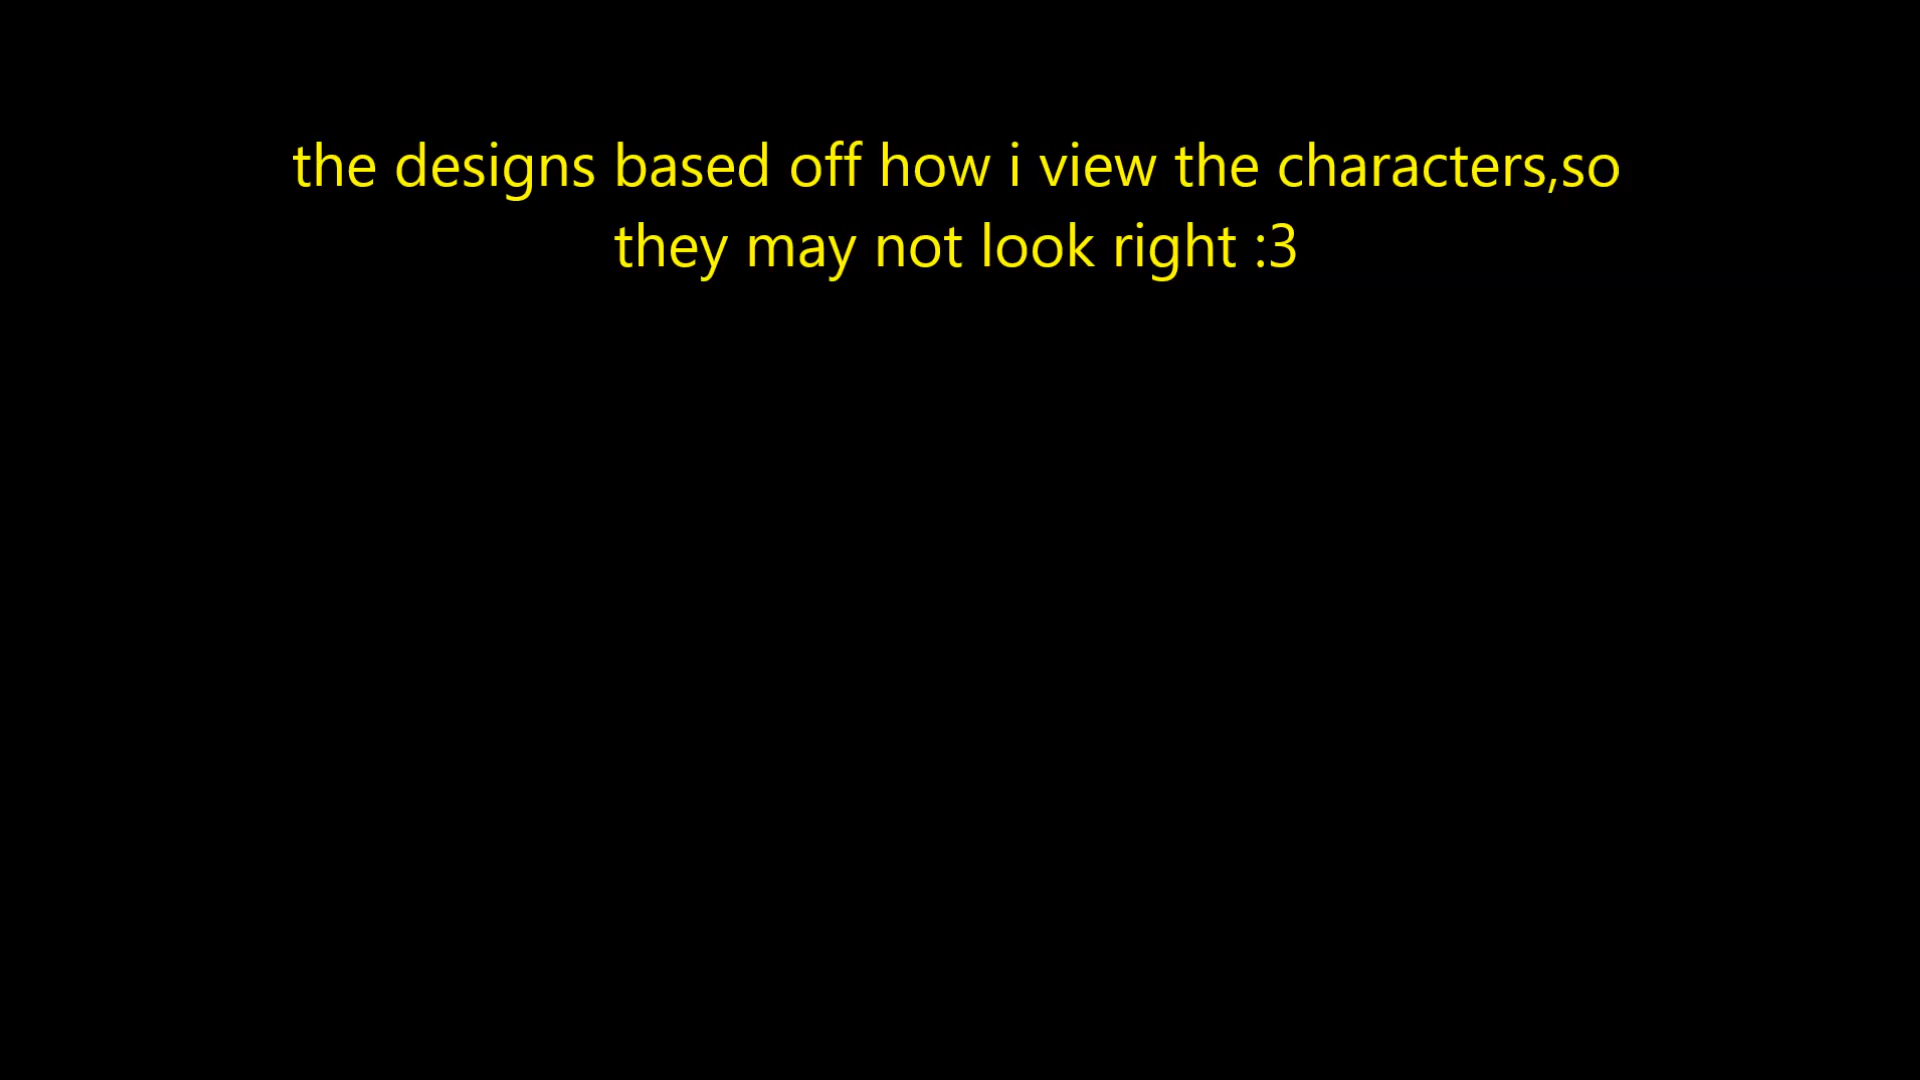 the designs based off how i view the characters,so
they may not look right :3